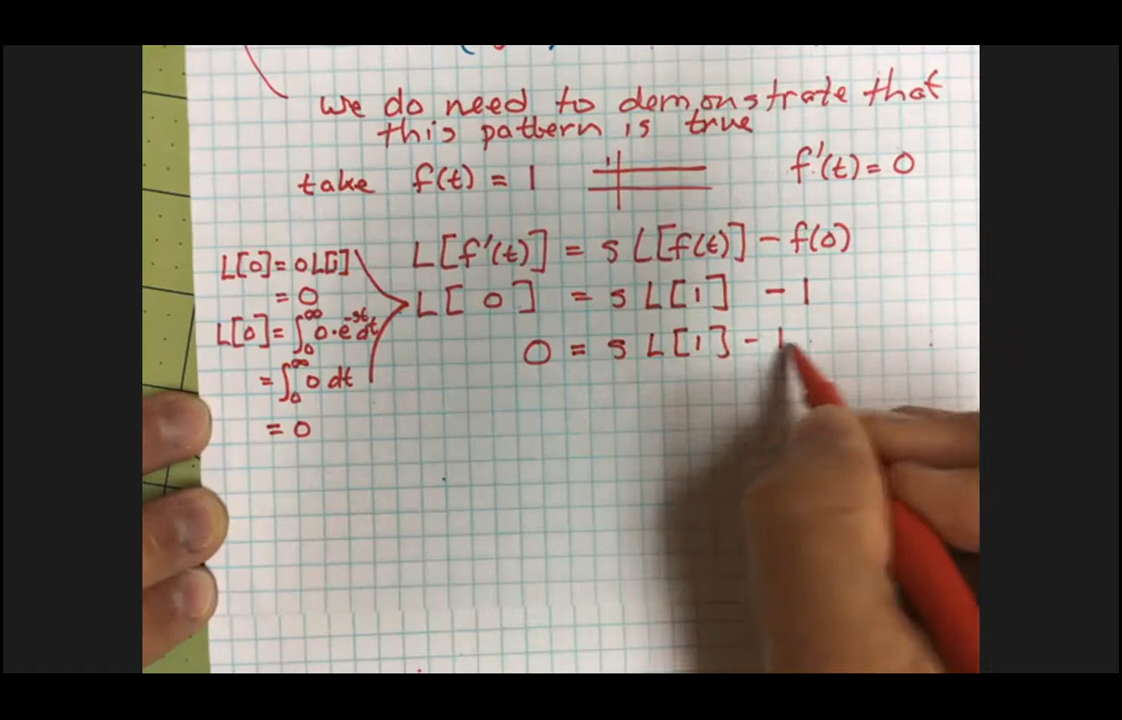 we do need to demonstrate that
this pattern is true
take f(t) = 1 f'(t) = 0
L[f'(t)] = s L[f(t)] - f(0)
L[0] = 0L[1]
= 0
L[0] = ∫₀^∞ 0·e^-st dt
= ∫₀^∞ 0 dt
= 0
L[ 0 ] = s L[1] - 1
0 = s L[1] - 1